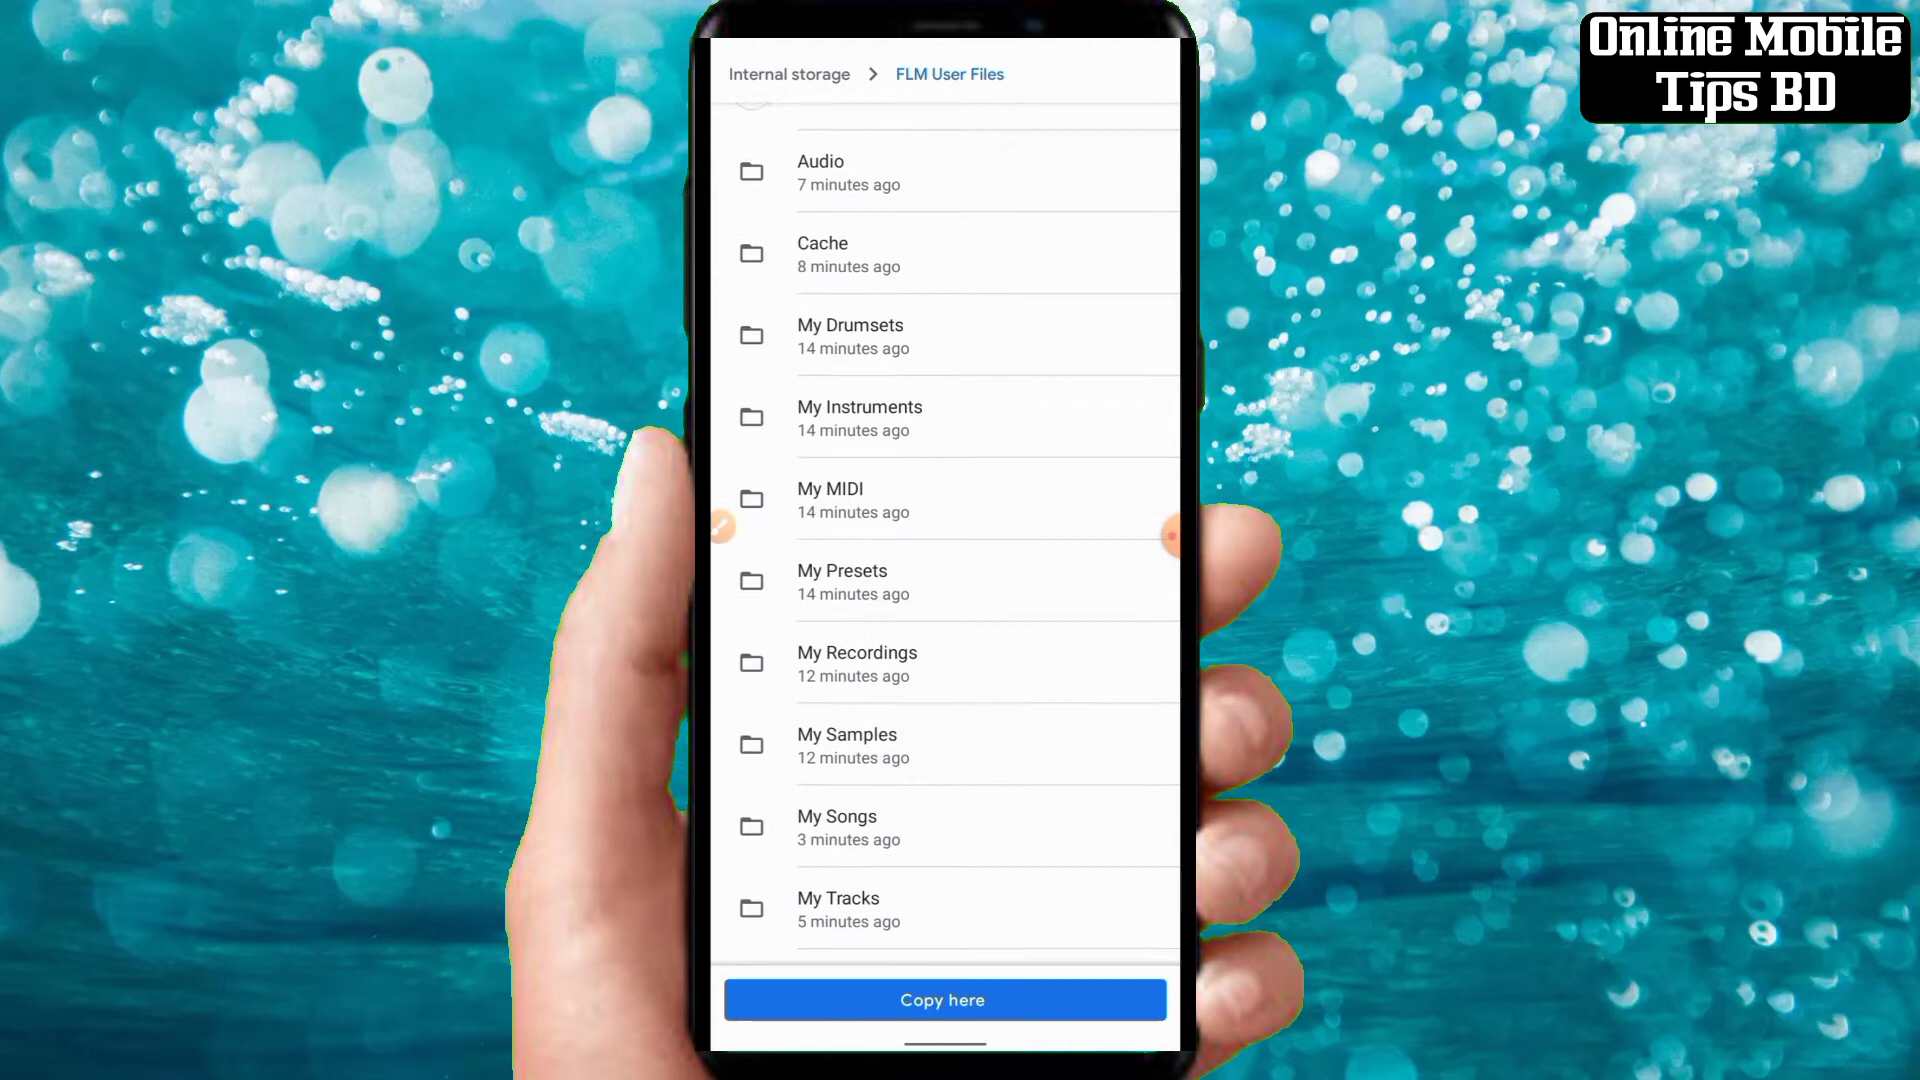 Online Mobile
Tips BD
Internal storage > FLM User Files
Audio
7 minutes ago
Cache
8 minutes ago
My Drumsets
14 minutes ago
My Instruments
14 minutes ago
My MIDI
14 minutes ago
My Presets
14 minutes ago
My Recordings
12 minutes ago
My Samples
12 minutes ago
My Songs
3 minutes ago
My Tracks
5 minutes ago
Copy here